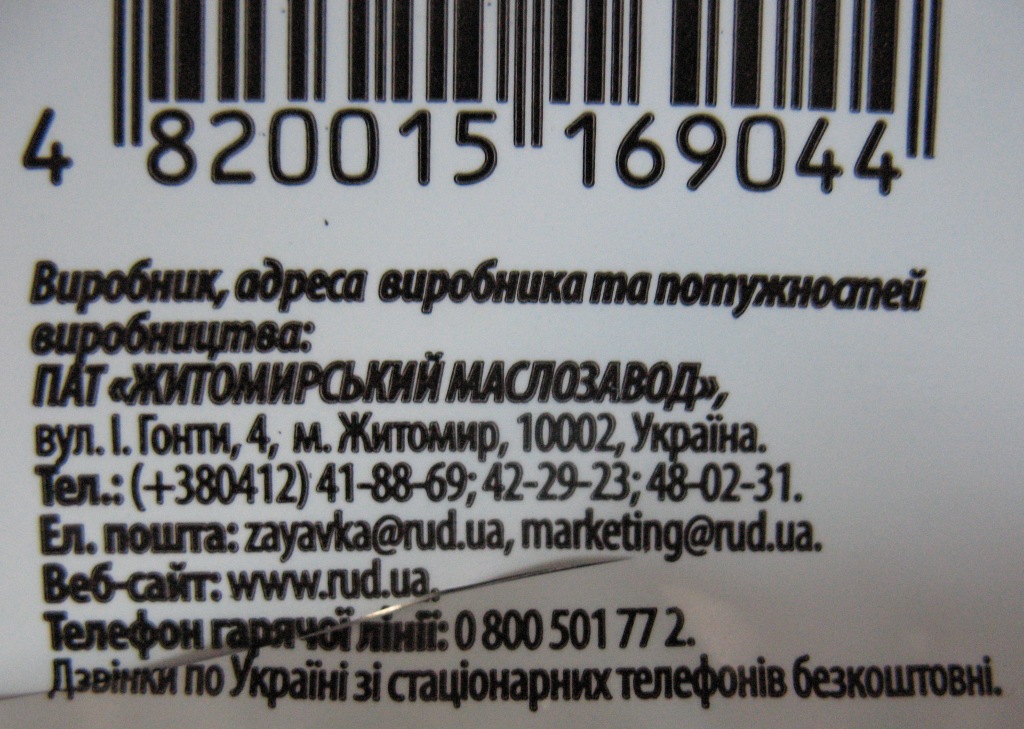 4 820015 169044
Виробник, адреса виробника та потужностей
виробництва:
ПАТ «ЖИТОМИРСЬКИЙ МАСЛОЗАВОД»,
вул. І. Гонти, 4, м. Житомир, 10002, Україна.
Тел.: (+380412) 41-88-69; 42-29-23; 48-02-31.
Ел. пошта: zayavka@rud.ua, marketing@rud.ua.
Веб-сайт: www.rud.ua.
Телефон гарячої лінії: 0 800 501 77 2.
Дзвінки по Україні зі стаціонарних телефонів безкоштовні.